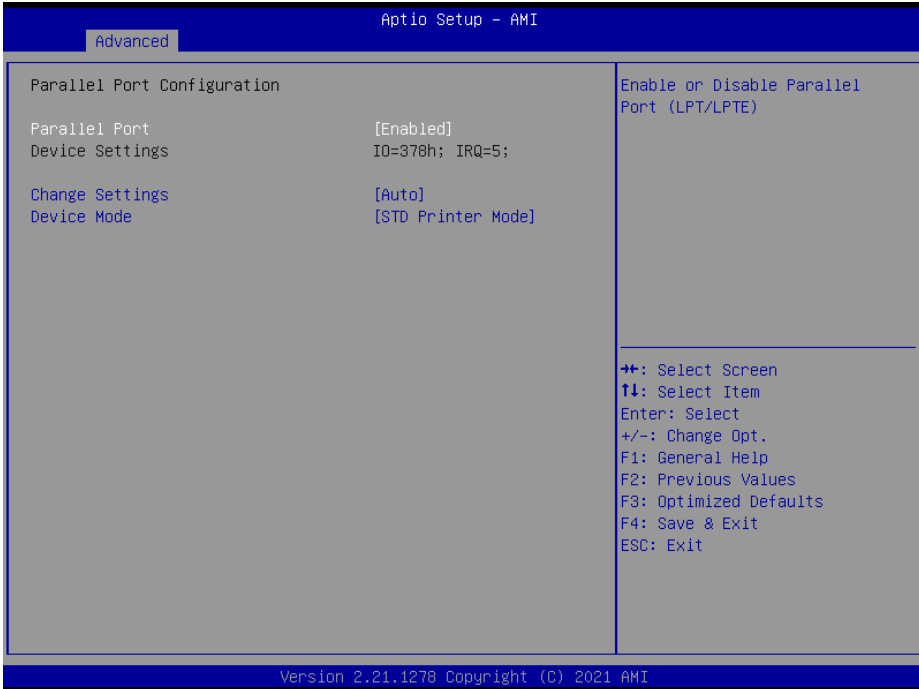 Aptio Setup - AMI
Advanced
Parallel Port Configuration
Parallel Port [Enabled]
Device Settings IO=378h; IRQ=5;
Change Settings [Auto]
Device Mode [STD Printer Mode]
Enable or Disable Parallel
Port (LPT/LPTE)
→←: Select Screen
↑↓: Select Item
Enter: Select
+/-: Change Opt.
F1: General Help
F2: Previous Values
F3: Optimized Defaults
F4: Save & Exit
ESC: Exit
Version 2.21.1278 Copyright (C) 2021 AMI